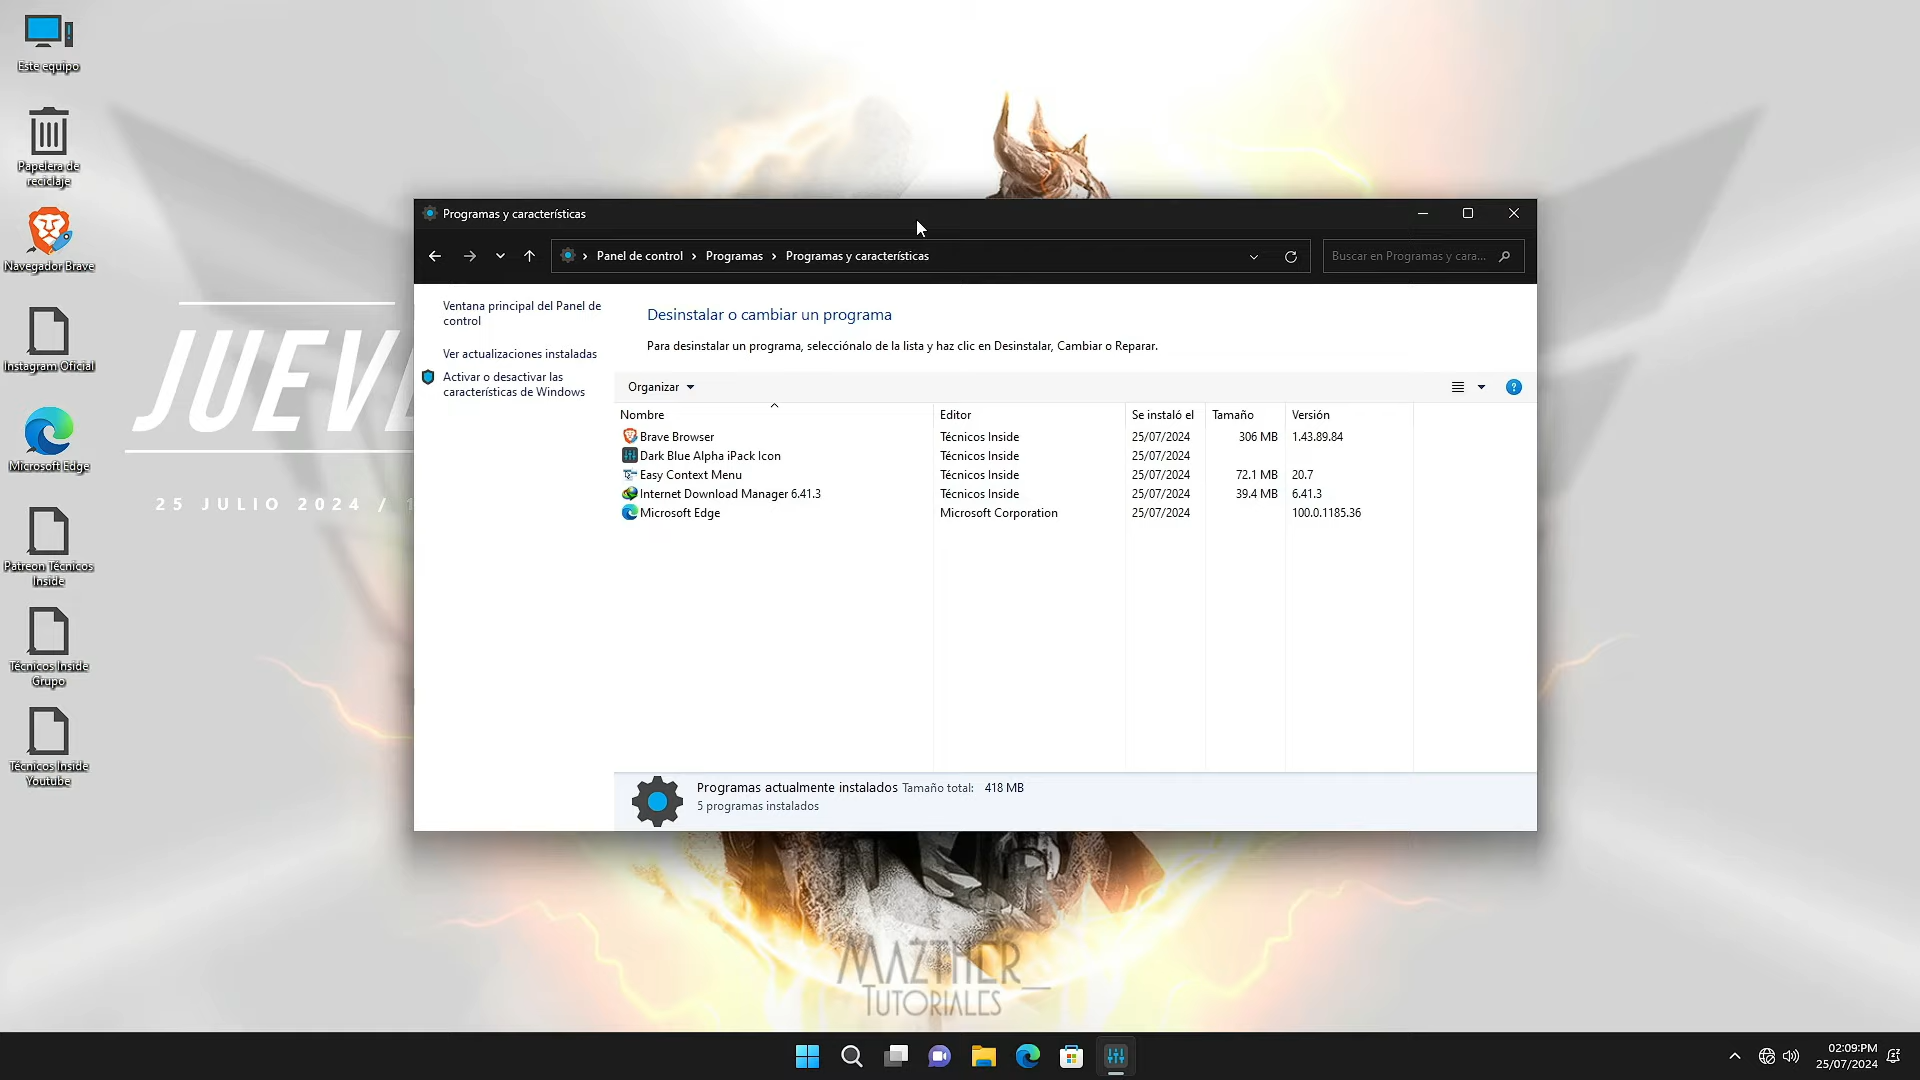 Este equipo
Papelera de
reciclaje
Navegador Brave
Instagram Oficial
Microsoft Edge
Patreon Técnicos
Inside
Técnicos Inside
Grupo
Técnicos Inside
Youtube
25 JULIO 2024 / 1
Programas y características
Panel de control > Programas > Programas y características
Buscar en Programas y cara...
Ventana principal del Panel de
control
Ver actualizaciones instaladas
Activar o desactivar las
características de Windows
Desinstalar o cambiar un programa
Para desinstalar un programa, selecciónalo de la lista y haz clic en Desinstalar, Cambiar o Reparar.
Organizar
Nombre Editor Se instaló el Tamaño Versión
Brave Browser Técnicos Inside 25/07/2024 306 MB 1.43.89.84
Dark Blue Alpha iPack Icon Técnicos Inside 25/07/2024
Easy Context Menu Técnicos Inside 25/07/2024 72.1 MB 20.7
Internet Download Manager 6.41.3 Técnicos Inside 25/07/2024 39.4 MB 6.41.3
Microsoft Edge Microsoft Corporation 25/07/2024 100.0.1185.36
Programas actualmente instalados Tamaño total: 418 MB
5 programas instalados
MAZTHER_
TUTORIALES
02:09:PM
25/07/2024